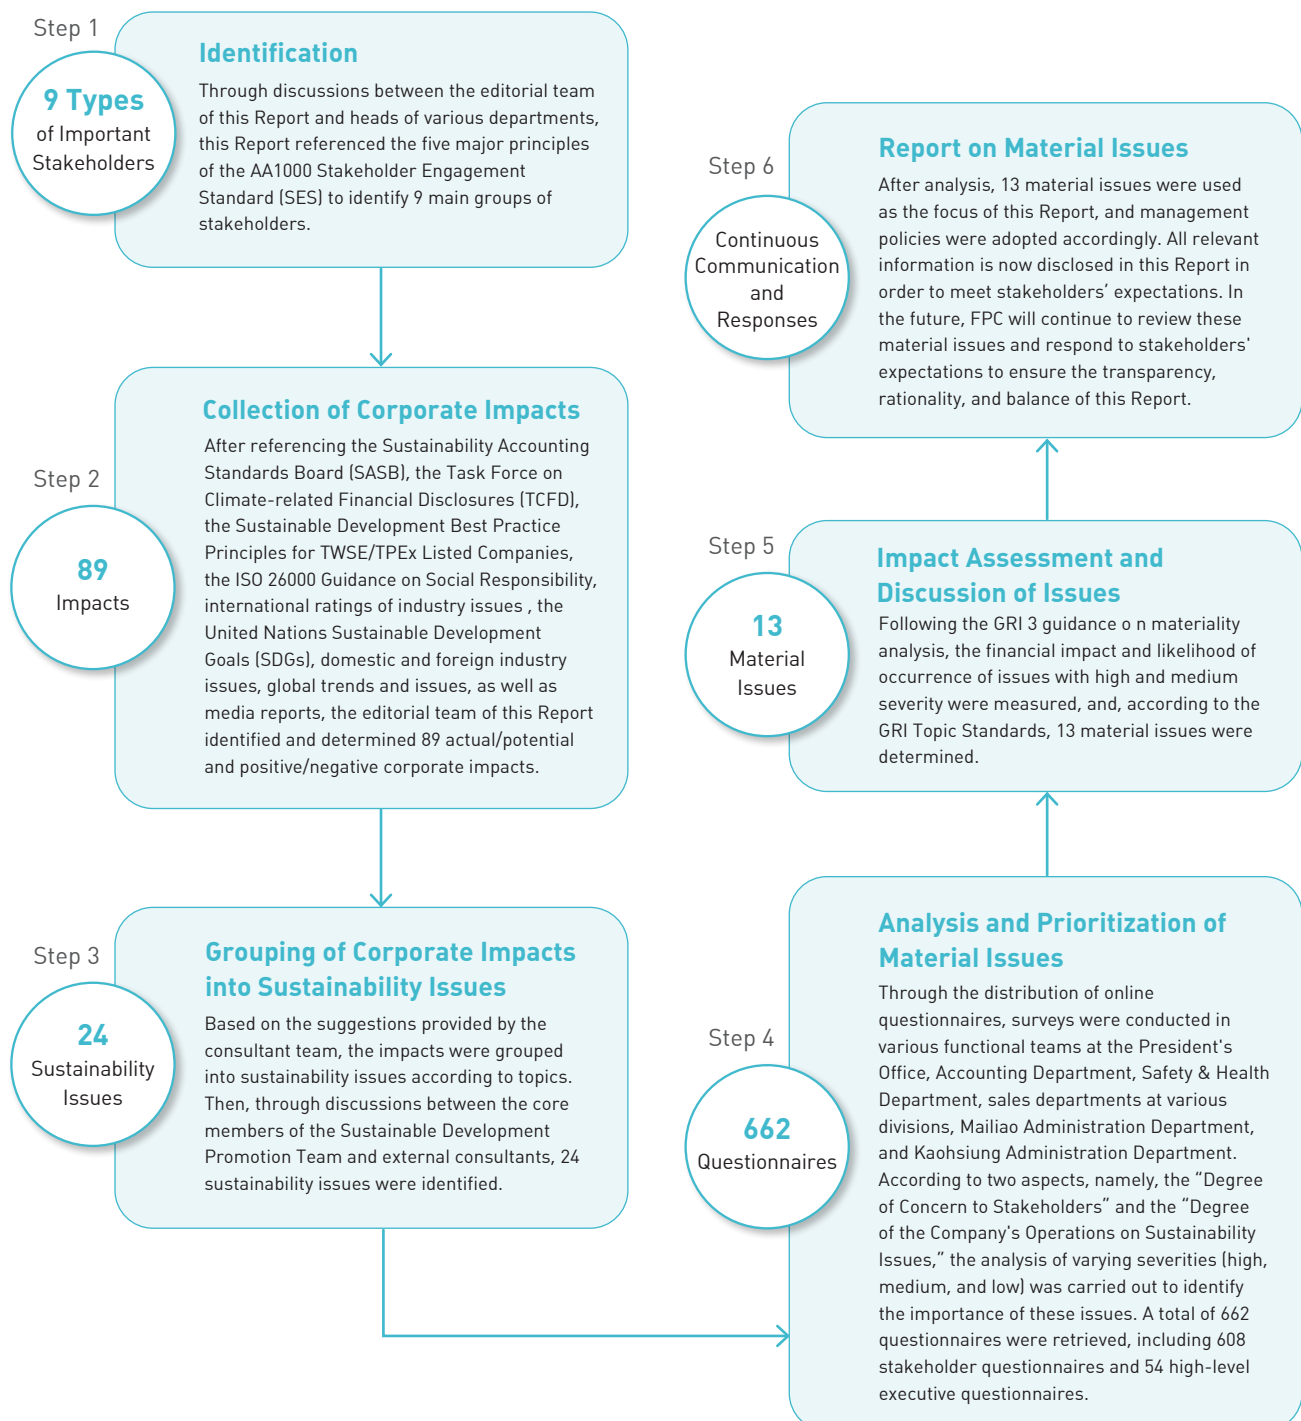 Step 1
9 Types
of Important
Stakeholders
Identification
Through discussions between the editorial team
of this Report and heads of various departments,
this Report referenced the five major principles
of the AA1000 Stakeholder Engagement
Standard (SES) to identify 9 main groups of
stakeholders.
Step 2
89
Impacts
Collection of Corporate Impacts
After referencing the Sustainability Accounting
Standards Board (SASB), the Task Force on
Climate-related Financial Disclosures (TCFD),
the Sustainable Development Best Practice
Principles for TWSE/TPEx Listed Companies,
the ISO 26000 Guidance on Social Responsibility,
international ratings of industry issues , the
United Nations Sustainable Development
Goals (SDGs), domestic and foreign industry
issues, global trends and issues, as well as
media reports, the editorial team of this Report
identified and determined 89 actual/potential
and positive/negative corporate impacts.
Step 3
24
Sustainability
Issues
Grouping of Corporate Impacts
into Sustainability Issues
Based on the suggestions provided by the
consultant team, the impacts were grouped
into sustainability issues according to topics.
Then, through discussions between the core
members of the Sustainable Development
Promotion Team and external consultants, 24
sustainability issues were identified.
Step 4
662
Questionnaires
Analysis and Prioritization of
Material Issues
Through the distribution of online
questionnaires, surveys were conducted in
various functional teams at the President's
Office, Accounting Department, Safety & Health
Department, sales departments at various
divisions, Mailiao Administration Department,
and Kaohsiung Administration Department.
According to two aspects, namely, the “Degree
of Concern to Stakeholders” and the “Degree
of the Company's Operations on Sustainability
Issues,” the analysis of varying severities (high,
medium, and low) was carried out to identify
the importance of these issues. A total of 662
questionnaires were retrieved, including 608
stakeholder questionnaires and 54 high-level
executive questionnaires.
Step 5
13
Material
Issues
Impact Assessment and
Discussion of Issues
Following the GRI 3 guidance o n materiality
analysis, the financial impact and likelihood of
occurrence of issues with high and medium
severity were measured, and, according to the
GRI Topic Standards, 13 material issues were
determined.
Step 6
Continuous
Communication
and
Responses
Report on Material Issues
After analysis, 13 material issues were used
as the focus of this Report, and management
policies were adopted accordingly. All relevant
information is now disclosed in this Report in
order to meet stakeholders’ expectations. In
the future, FPC will continue to review these
material issues and respond to stakeholders'
expectations to ensure the transparency,
rationality, and balance of this Report.